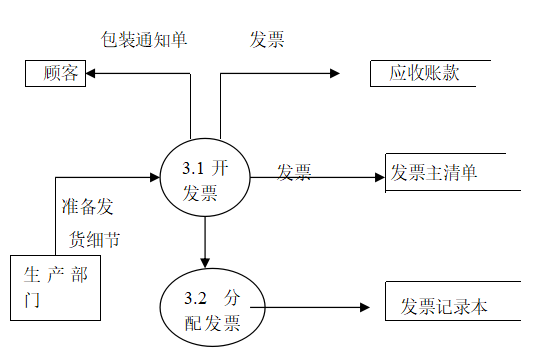 包装通知单
发票
顾客
应收账款
3.1 开
发票
发票
发票主清单
准备发
货细节
生产部
门
3.2 分
配发票
发票记录本